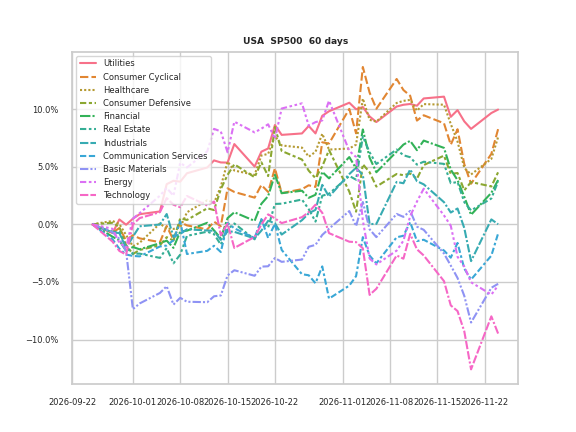 USA SP500 60 days
Utilities
Consumer Cyclical
Healthcare
Consumer Defensive
Financial
Real Estate
Industrials
Communication Services
Basic Materials
Energy
Technology
10.0%
5.0%
0.0%
−5.0%
−10.0%
2026-09-22 2026-10-01 2026-10-08 2026-10-15 2026-10-22 2026-11-01 2026-11-08 2026-11-15 2026-11-22